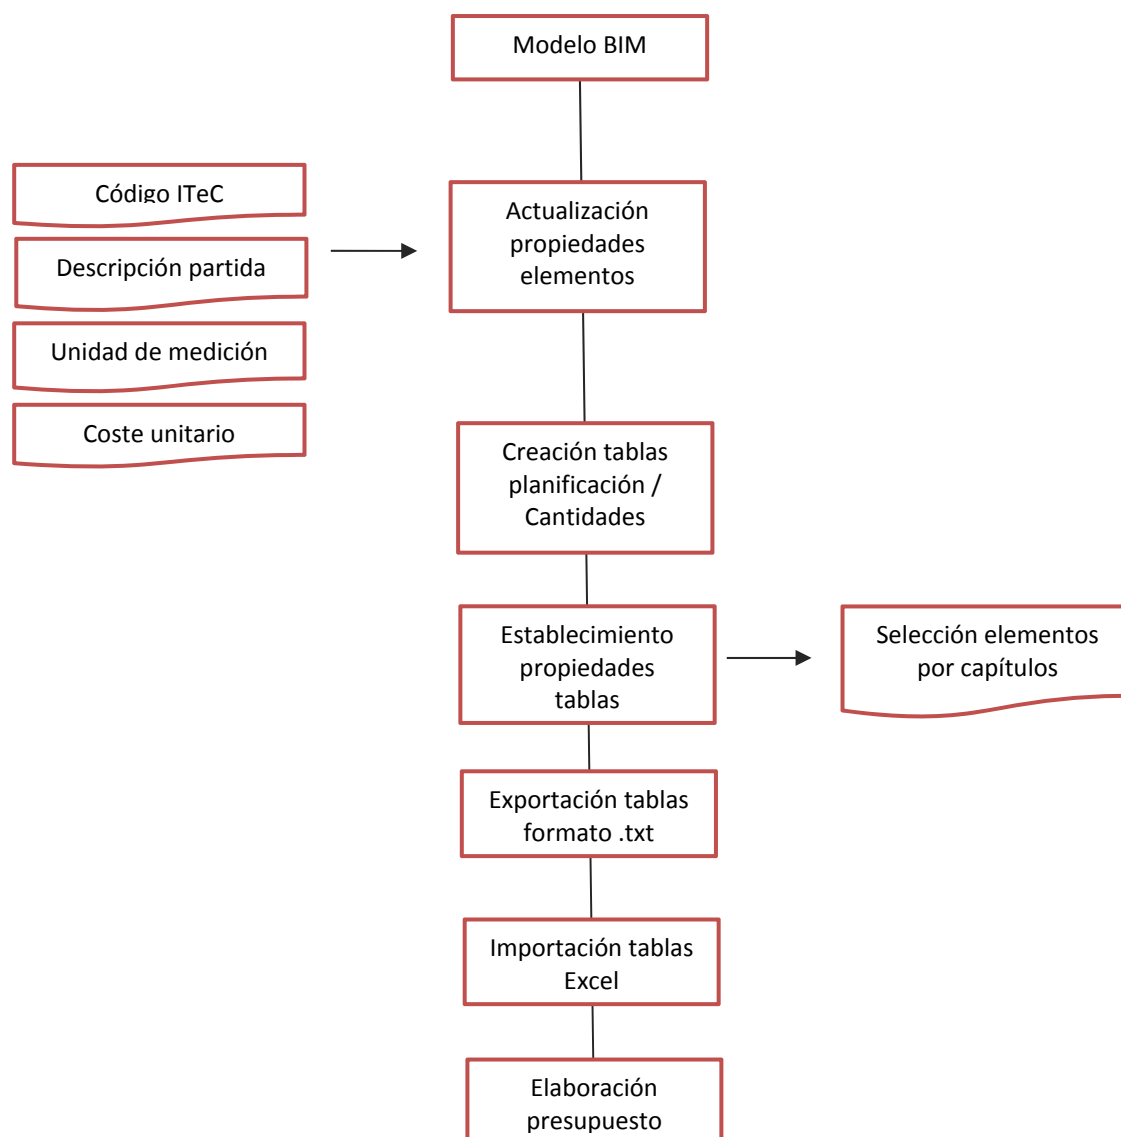 Modelo BIM
Código ITeC
Descripción partida
Unidad de medición
Coste unitario
Actualización
propiedades
elementos
Creación tablas
planificación /
Cantidades
Establecimiento
propiedades
tablas
Selección elementos
por capítulos
Exportación tablas
formato .txt
Importación tablas
Excel
Elaboración
presupuesto